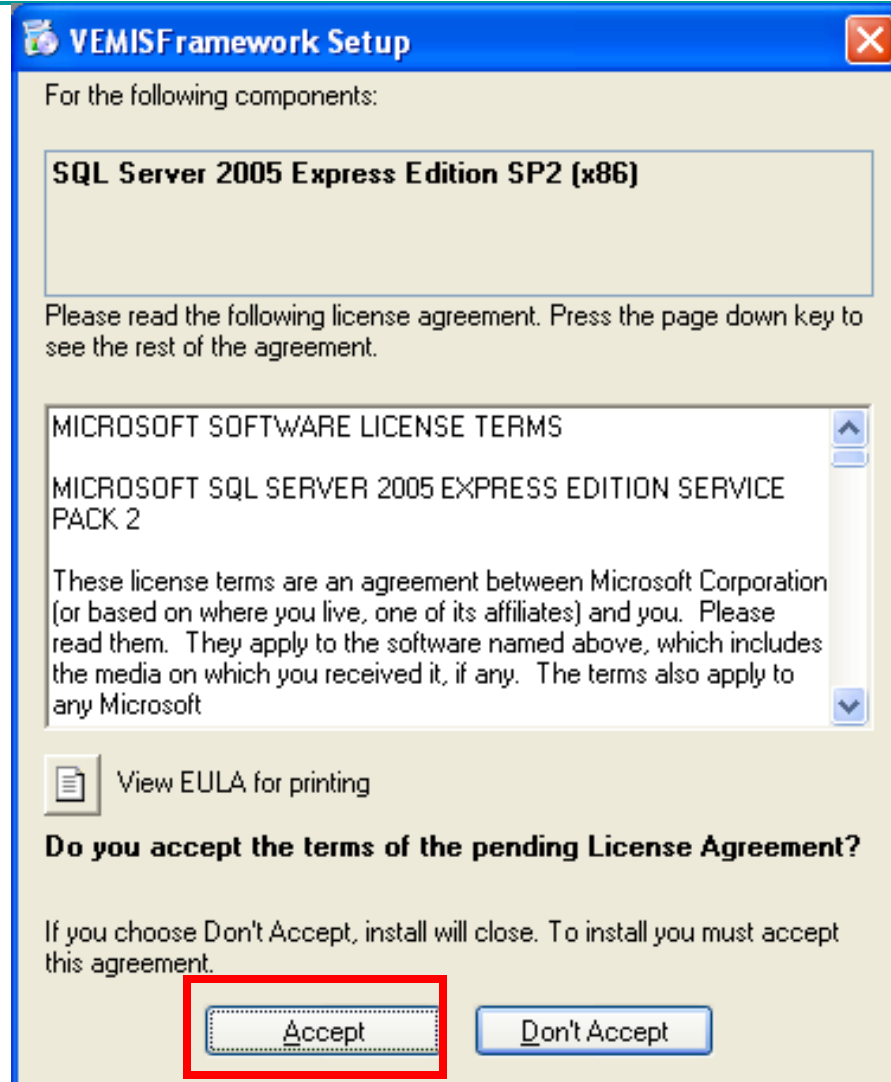 VEMISFramework Setup
For the following components:
SQL Server 2005 Express Edition SP2 (x86)
Please read the following license agreement. Press the page down key to
see the rest of the agreement.
MICROSOFT SOFTWARE LICENSE TERMS
MICROSOFT SQL SERVER 2005 EXPRESS EDITION SERVICE
PACK 2
These license terms are an agreement between Microsoft Corporation
(or based on where you live, one of its affiliates) and you.  Please
read them.  They apply to the software named above, which includes
the media on which you received it, if any.  The terms also apply to
any Microsoft
View EULA for printing
Do you accept the terms of the pending License Agreement?
If you choose Don't Accept, install will close. To install you must accept
this agreement.
Accept
Don't Accept